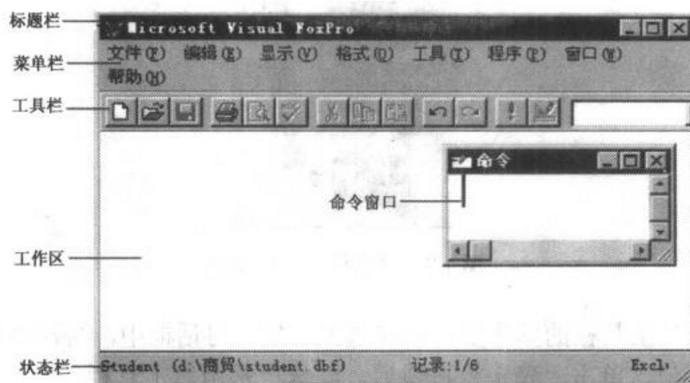 标题栏
Microsoft Visual FoxPro
菜单栏
文件(F) 编辑(E) 显示(V) 格式(O) 工具(T) 程序(P) 窗口(W)
帮助(H)
工具栏
命令
命令窗口
工作区
状态栏
Student (d:\商贸\student.dbf) 记录:1/6 Excl